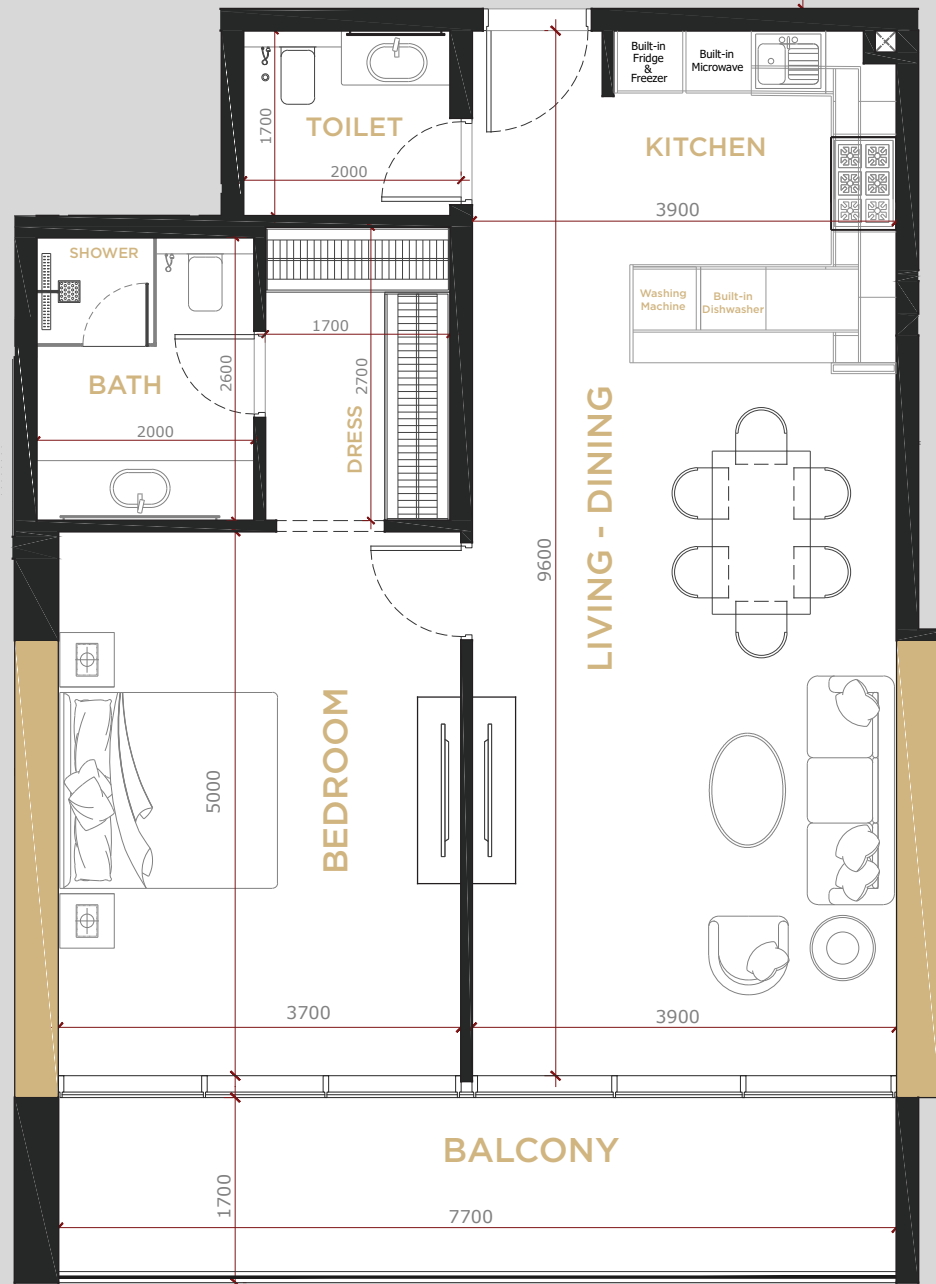 Built-in
Fridge
&
Freezer
Built-in
Microwave
1700
TOILET
2000
KITCHEN
3900
SHOWER
Washing
Machine
Built-in
Dishwasher
1700
BATH
2600
2700
DRESS
2000
LIVING - DINING
9600
BEDROOM
5000
3700
3900
BALCONY
1700
7700